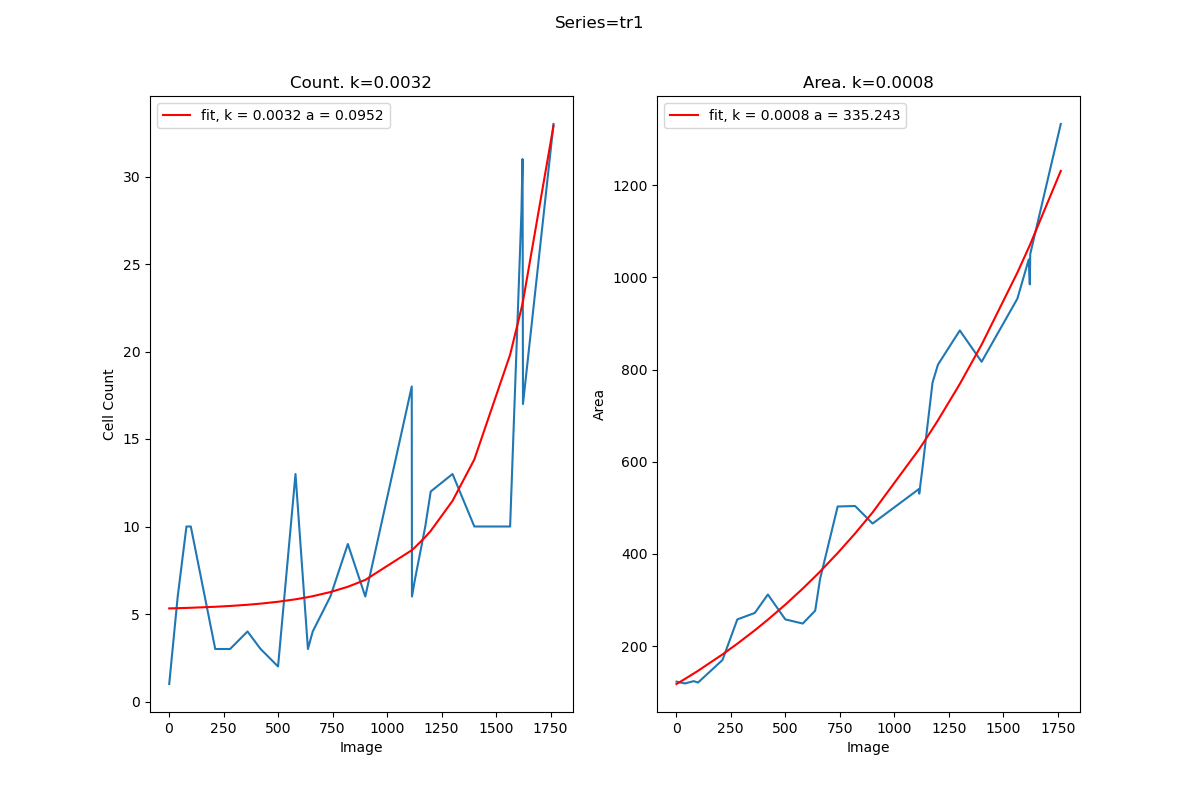 Series=tr1
Count. k=0.0032
fit, k = 0.0032 a = 0.0952
30
25
20
15
10
5
0
Cell Count
0 250 500 750 1000 1250 1500 1750
Image
Area. k=0.0008
fit, k = 0.0008 a = 335.243
1200
1000
800
600
400
200
Area
0 250 500 750 1000 1250 1500 1750
Image